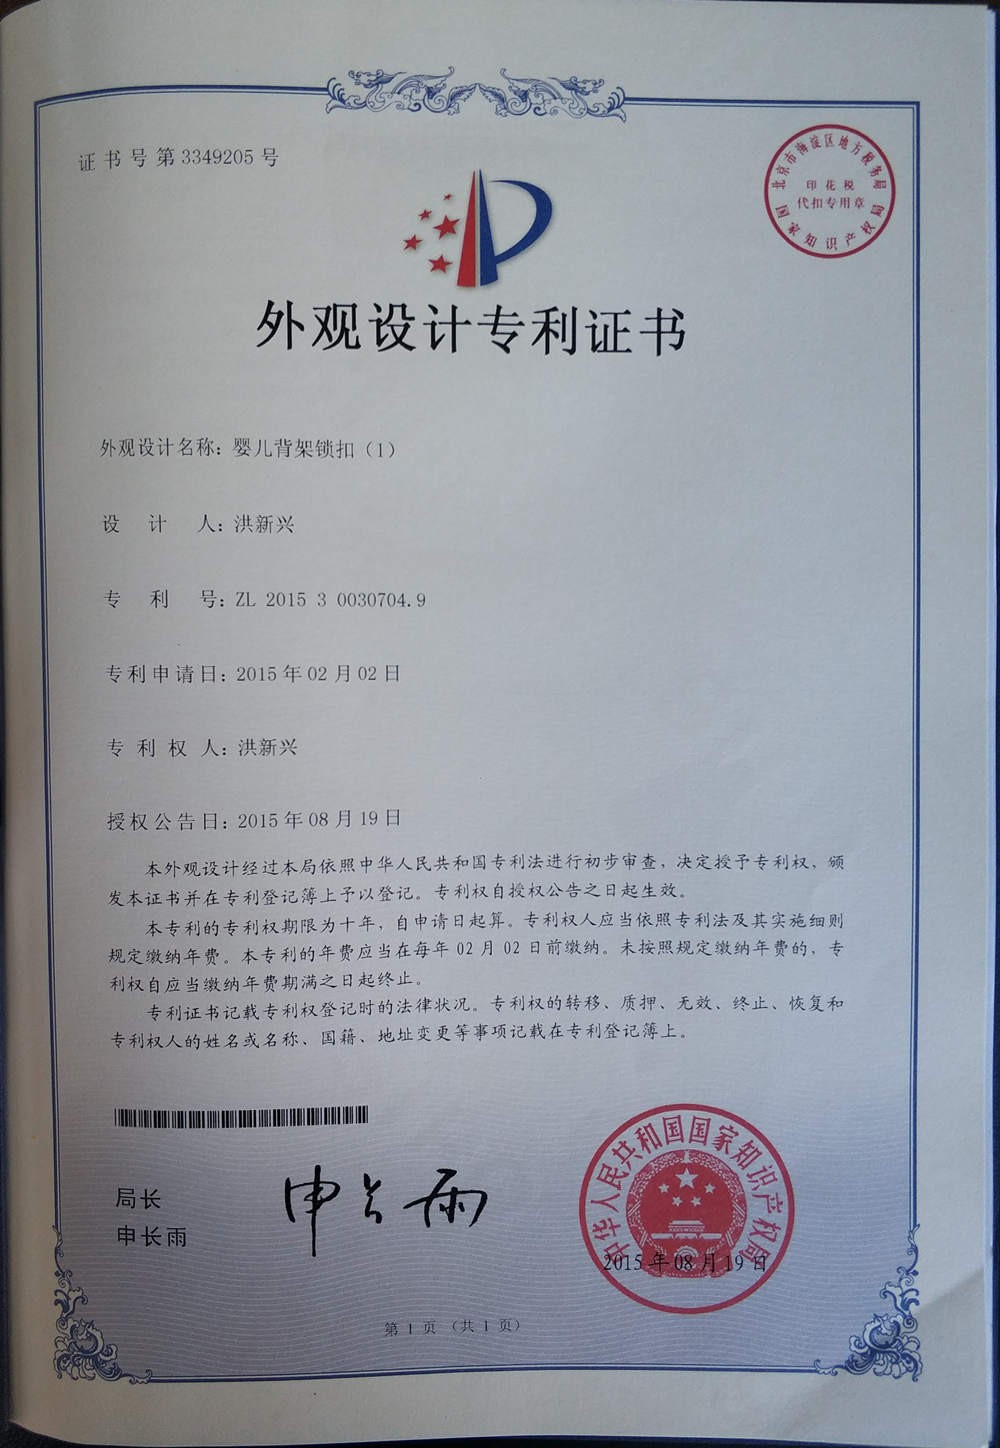 证书号第3349205号
北京市海淀区地方税务局
印花税
代扣专用章
国家知识产权局
外观设计专利证书
外观设计名称：婴儿背架锁扣（1）
设计人：洪新兴
专利号：ZL 2015 3 0030704.9
专利申请日：2015年02月02日
专利权人：洪新兴
授权公告日：2015年08月19日
本外观设计经过本局依照中华人民共和国专利法进行初步审查，决定授予专利权，颁
发本证书并在专利登记簿上予以登记。专利权自授权公告之日起生效。
本专利的专利权期限为十年，自申请日起算。专利权人应当依照专利法及其实施细则
规定缴纳年费。本专利的年费应当在每年02月02日前缴纳。未按照规定缴纳年费的，专
利权自应当缴纳年费期满之日起终止。
专利证书记载专利权登记时的法律状况。专利权的转移、质押、无效、终止、恢复和
专利权人的姓名或名称、国籍、地址变更等事项记载在专利登记簿上。
局长
申长雨
申长雨
中华人民共和国国家知识产权局
2015年08月19日
第1页（共1页）